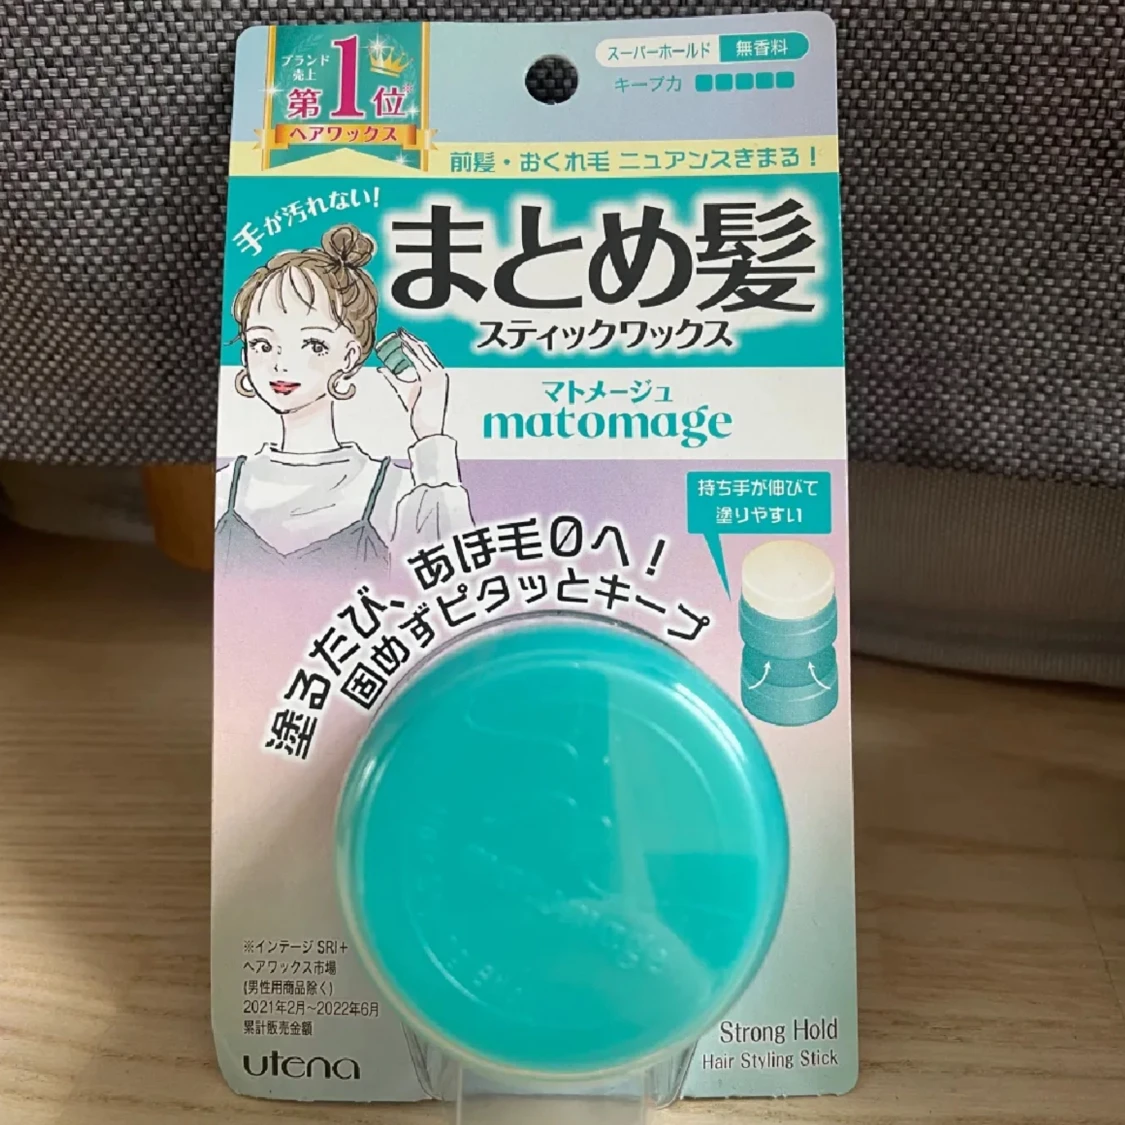 ブランド
売上
第1位※
ヘアワックス
スーパーホールド 無香料
キープ力
前髪・おくれ毛 ニュアンスきまる！
手が汚れない!
まとめ髪
スティックワックス
マトメージュ
matomage
持ち手が伸びて
塗りやすい
塗るたび、あほ毛0へ！
固めずピタッとキープ
※インテージ SRI+
ヘアワックス市場
(男性用商品除く)
2021年2月～2022年6月
累計販売金額
utena
Strong Hold
Hair Styling Stick